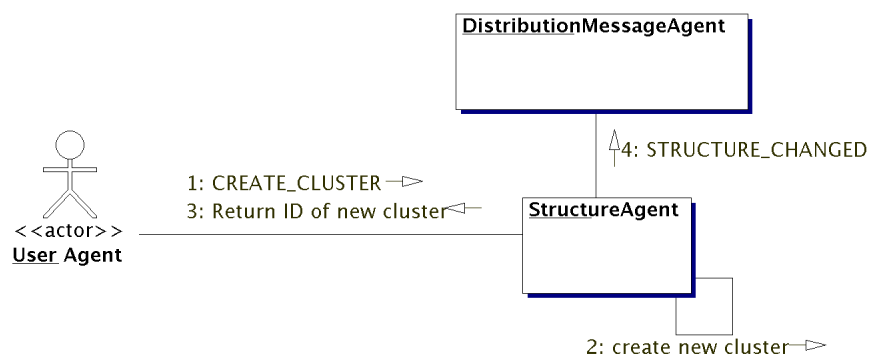 DistributionMessageAgent
4: STRUCTURE_CHANGED
1: CREATE_CLUSTER
3: Return ID of new cluster
StructureAgent
<<actor>>
User Agent
2: create new cluster